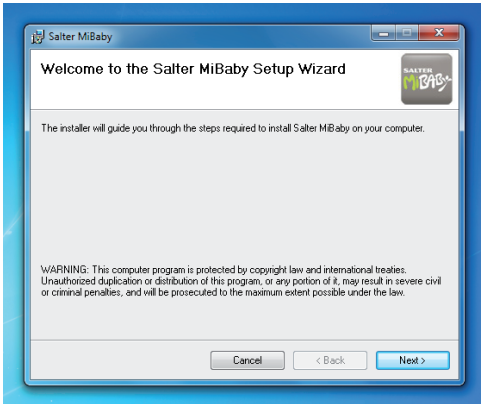 Salter MiBaby
Welcome to the Salter MiBaby Setup Wizard
SALTER
MiBABY
The installer will guide you through the steps required to install Salter MiBaby on your computer.
WARNING: This computer program is protected by copyright law and international treaties.
Unauthorized duplication or distribution of this program, or any portion of it, may result in severe civil
or criminal penalties, and will be prosecuted to the maximum extent possible under the law.
Cancel
< Back
Next >